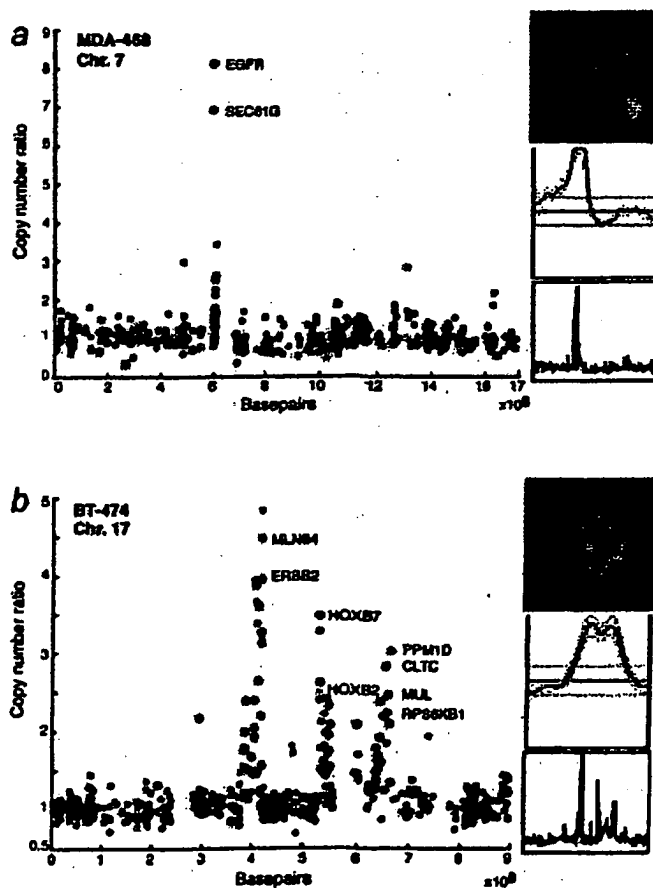 a
MDA-468
Chr. 7
Copy number ratio
9
8
7
6
5
4
3
2
1
0
EGFR
SEC61G
0 2 4 6 8 10 12 14 16 17
Basepairs
b
BT-474
Chr. 17
Copy number ratio
5
4
3
2
1
0.5
MLN64
ERBB2
HOXB7
PPM1D
CLTC
HOXB2
MUL
RPS6KB1
0 1 2 3 4 5 6 7 8 9
Basepairs